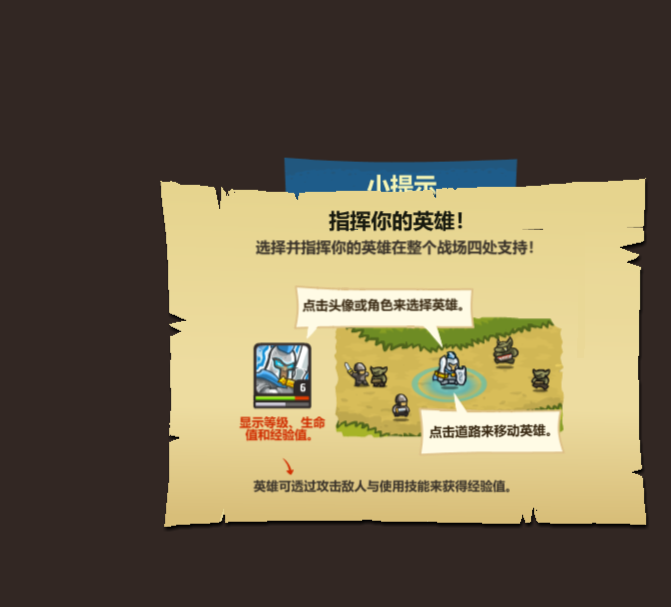 小提示
指挥你的英雄！
选择并指挥你的英雄在整个战场四处支持！
点击头像或角色来选择英雄。
6
显示等级、生命
值和经验值。
点击道路来移动英雄。
英雄可透过攻击敌人与使用技能来获得经验值。